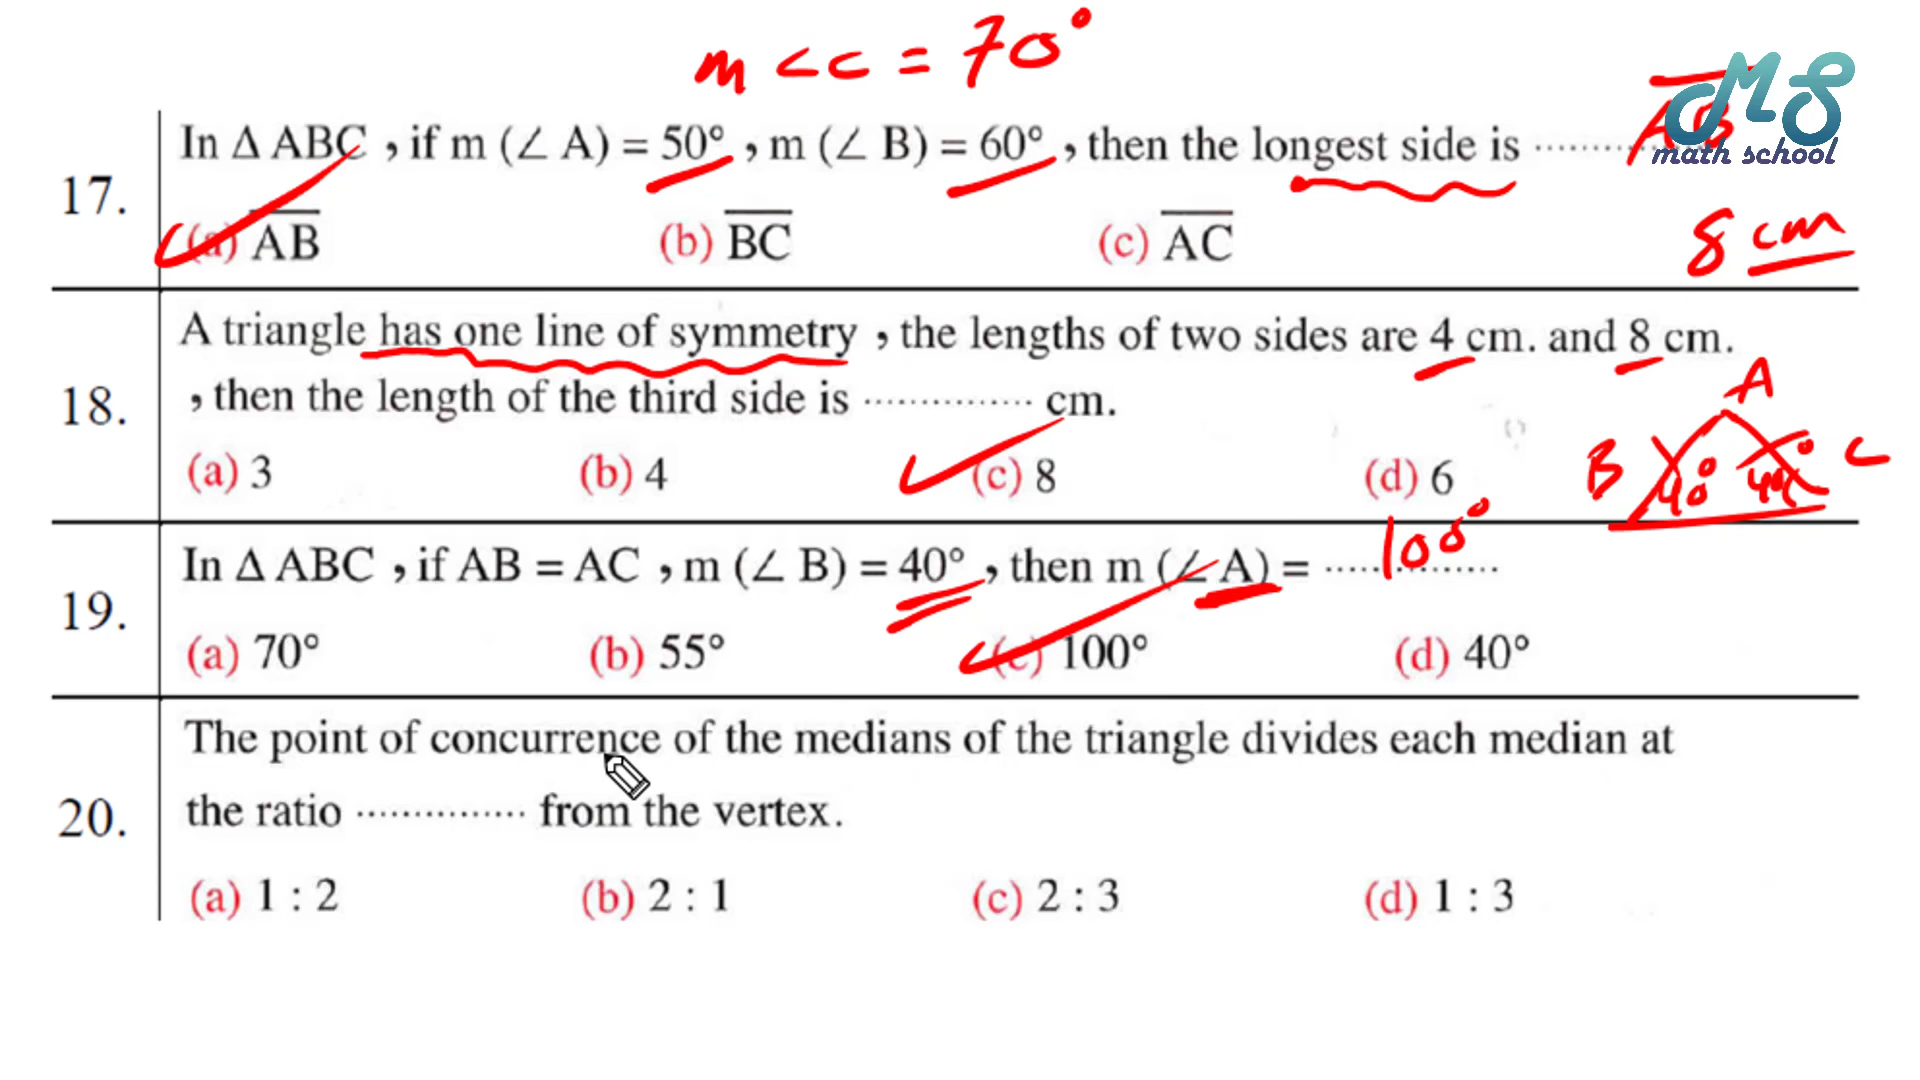 m <c = 70°
In Δ ABC , if m (∠ A) = 50° , m (∠ B) = 60° , then the longest side is ········ AB
MS
math school
17.
(a) AB (b) BC (c) AC
8 cm
A triangle has one line of symmetry , the lengths of two sides are 4 cm. and 8 cm.
18.
, then the length of the third side is ··············· cm.
(a) 3 (b) 4 (c) 8 (d) 6
A
B 40° 40° C
In Δ ABC , if AB = AC , m (∠ B) = 40° , then m (∠ A) = ··············· 100°
19.
(a) 70° (b) 55° (c) 100° (d) 40°
The point of concurrence of the medians of the triangle divides each median at
20.
the ratio ··············· from the vertex.
(a) 1 : 2 (b) 2 : 1 (c) 2 : 3 (d) 1 : 3